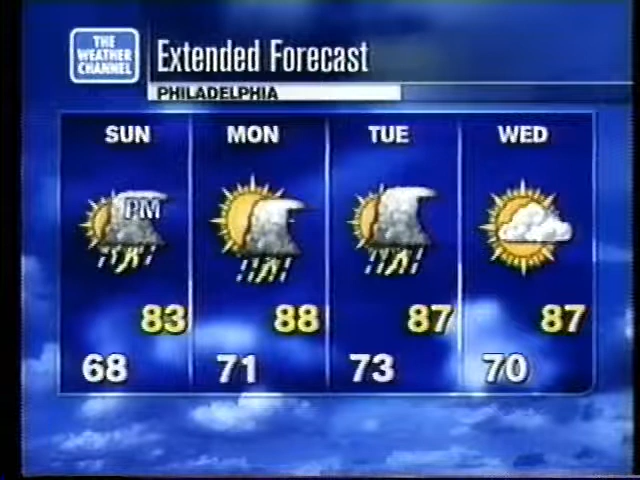 THE
WEATHER
CHANNEL
Extended Forecast
PHILADELPHIA
SUN MON TUE WED
PM
83 88 87 87
68 71 73 70